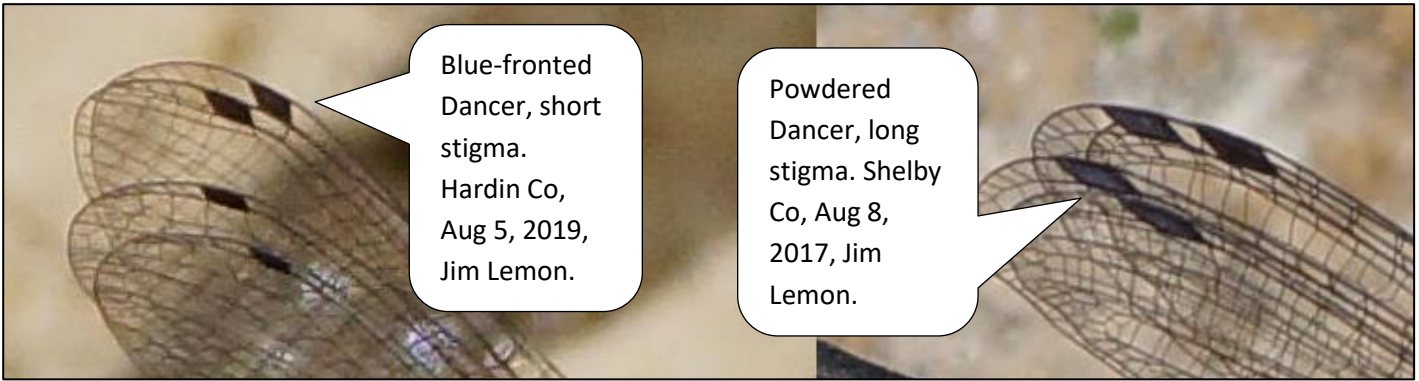 Blue-fronted
Dancer, short
stigma.
Hardin Co,
Aug 5, 2019,
Jim Lemon.
Powdered
Dancer, long
stigma. Shelby
Co, Aug 8,
2017, Jim
Lemon.